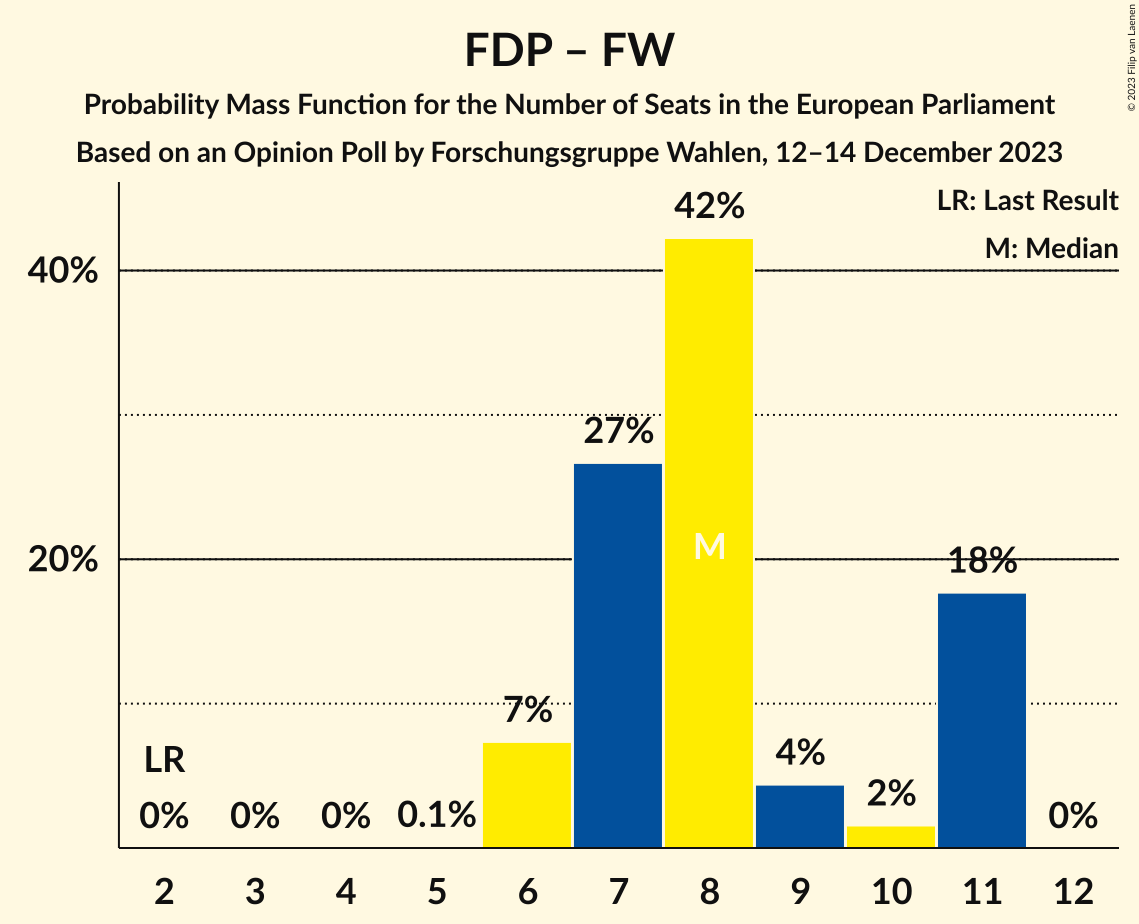 FDP – FW
Probability Mass Function for the Number of Seats in the European Parliament
Based on an Opinion Poll by Forschungsgruppe Wahlen, 12–14 December 2023
© 2023 Filip van Laenen
LR: Last Result
M: Median
40%
20%
LR
0%
0%
0%
0.1%
7%
27%
42%
M
4%
2%
18%
0%
2 3 4 5 6 7 8 9 10 11 12